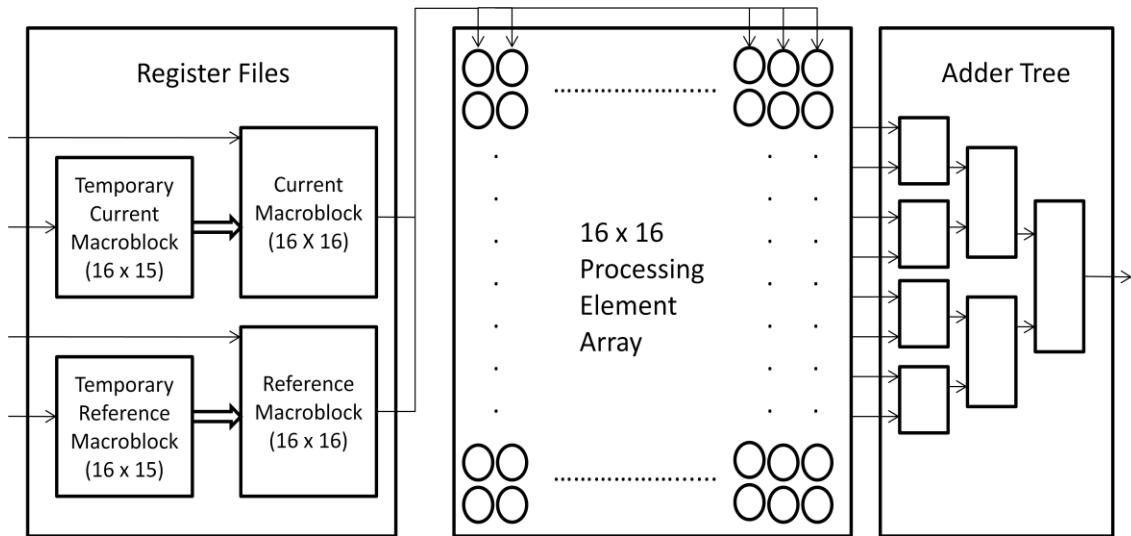 Register Files
Temporary
Current
Macroblock
(16 x 15)
Current
Macroblock
(16 X 16)
Temporary
Reference
Macroblock
(16 x 15)
Reference
Macroblock
(16 x 16)
16 x 16
Processing
Element
Array
Adder Tree